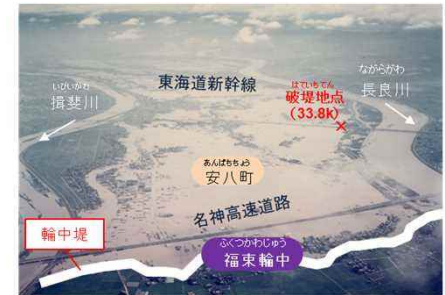 いびがわ
揖斐川
東海道新幹線
はていちてん
破堤地点
(33.8k)
ながらがわ
長良川
あんぱちちょう
安八町
名神高速道路
輪中堤
ふくつかわじゅう
福束輪中